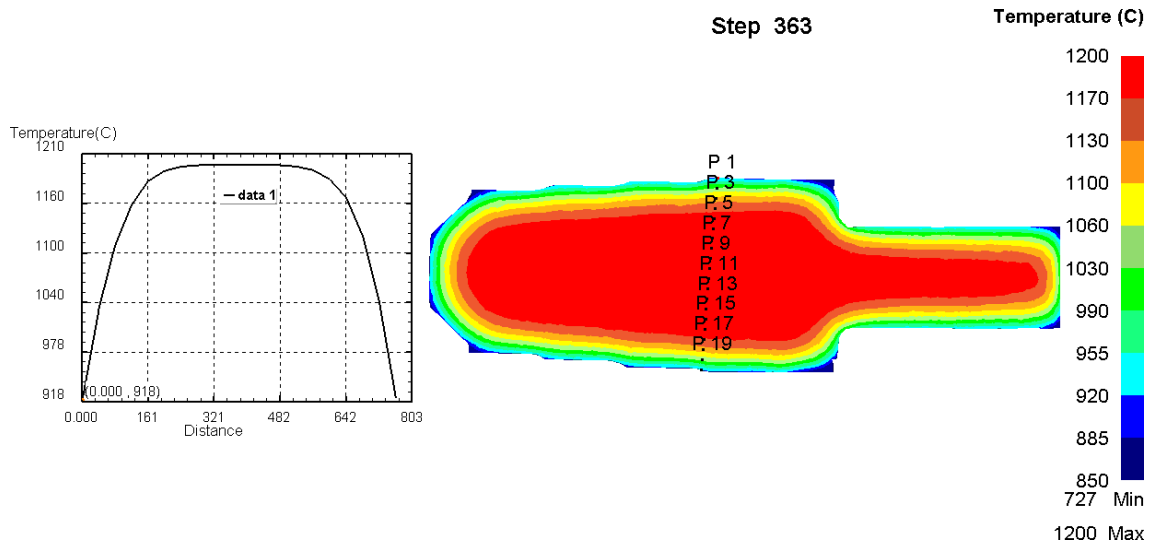 Step 363
Temperature (C)
1200
1170
1130
1100
1060
1030
990
955
920
885
850
727 Min
1200 Max
Temperature(C)
1210
1160
1100
1040
978
918
data 1
(0.000 , 918)
0.000 161 321 482 642 803
Distance
P 1
P 3
P 5
P 7
P 9
P 11
P 13
P 15
P 17
P 19